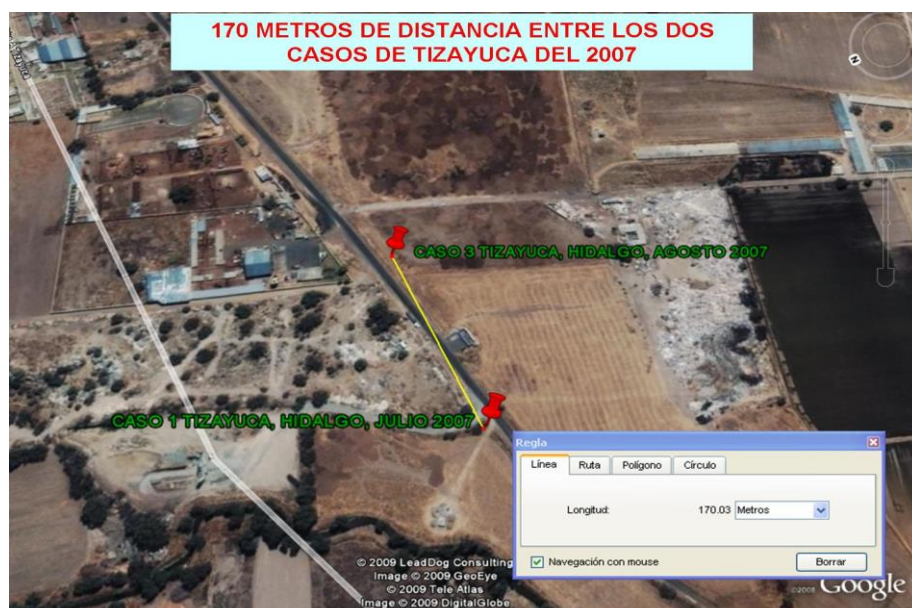 170 METROS DE DISTANCIA ENTRE LOS DOS
CASOS DE TIZAYUCA DEL 2007
N
CASO 3 TIZAYUCA, HIDALGO, AGOSTO 2007
CASO 1 TIZAYUCA, HIDALGO, JULIO 2007
Regla
Línea Ruta Polígono Círculo
Longitud: 170.03 Metros
Navegación con mouse Borrar
© 2009 LeadDog Consulting
Image © 2009 GeoEye
© 2009 Tele Atlas
Image © 2009 DigitalGlobe
Google